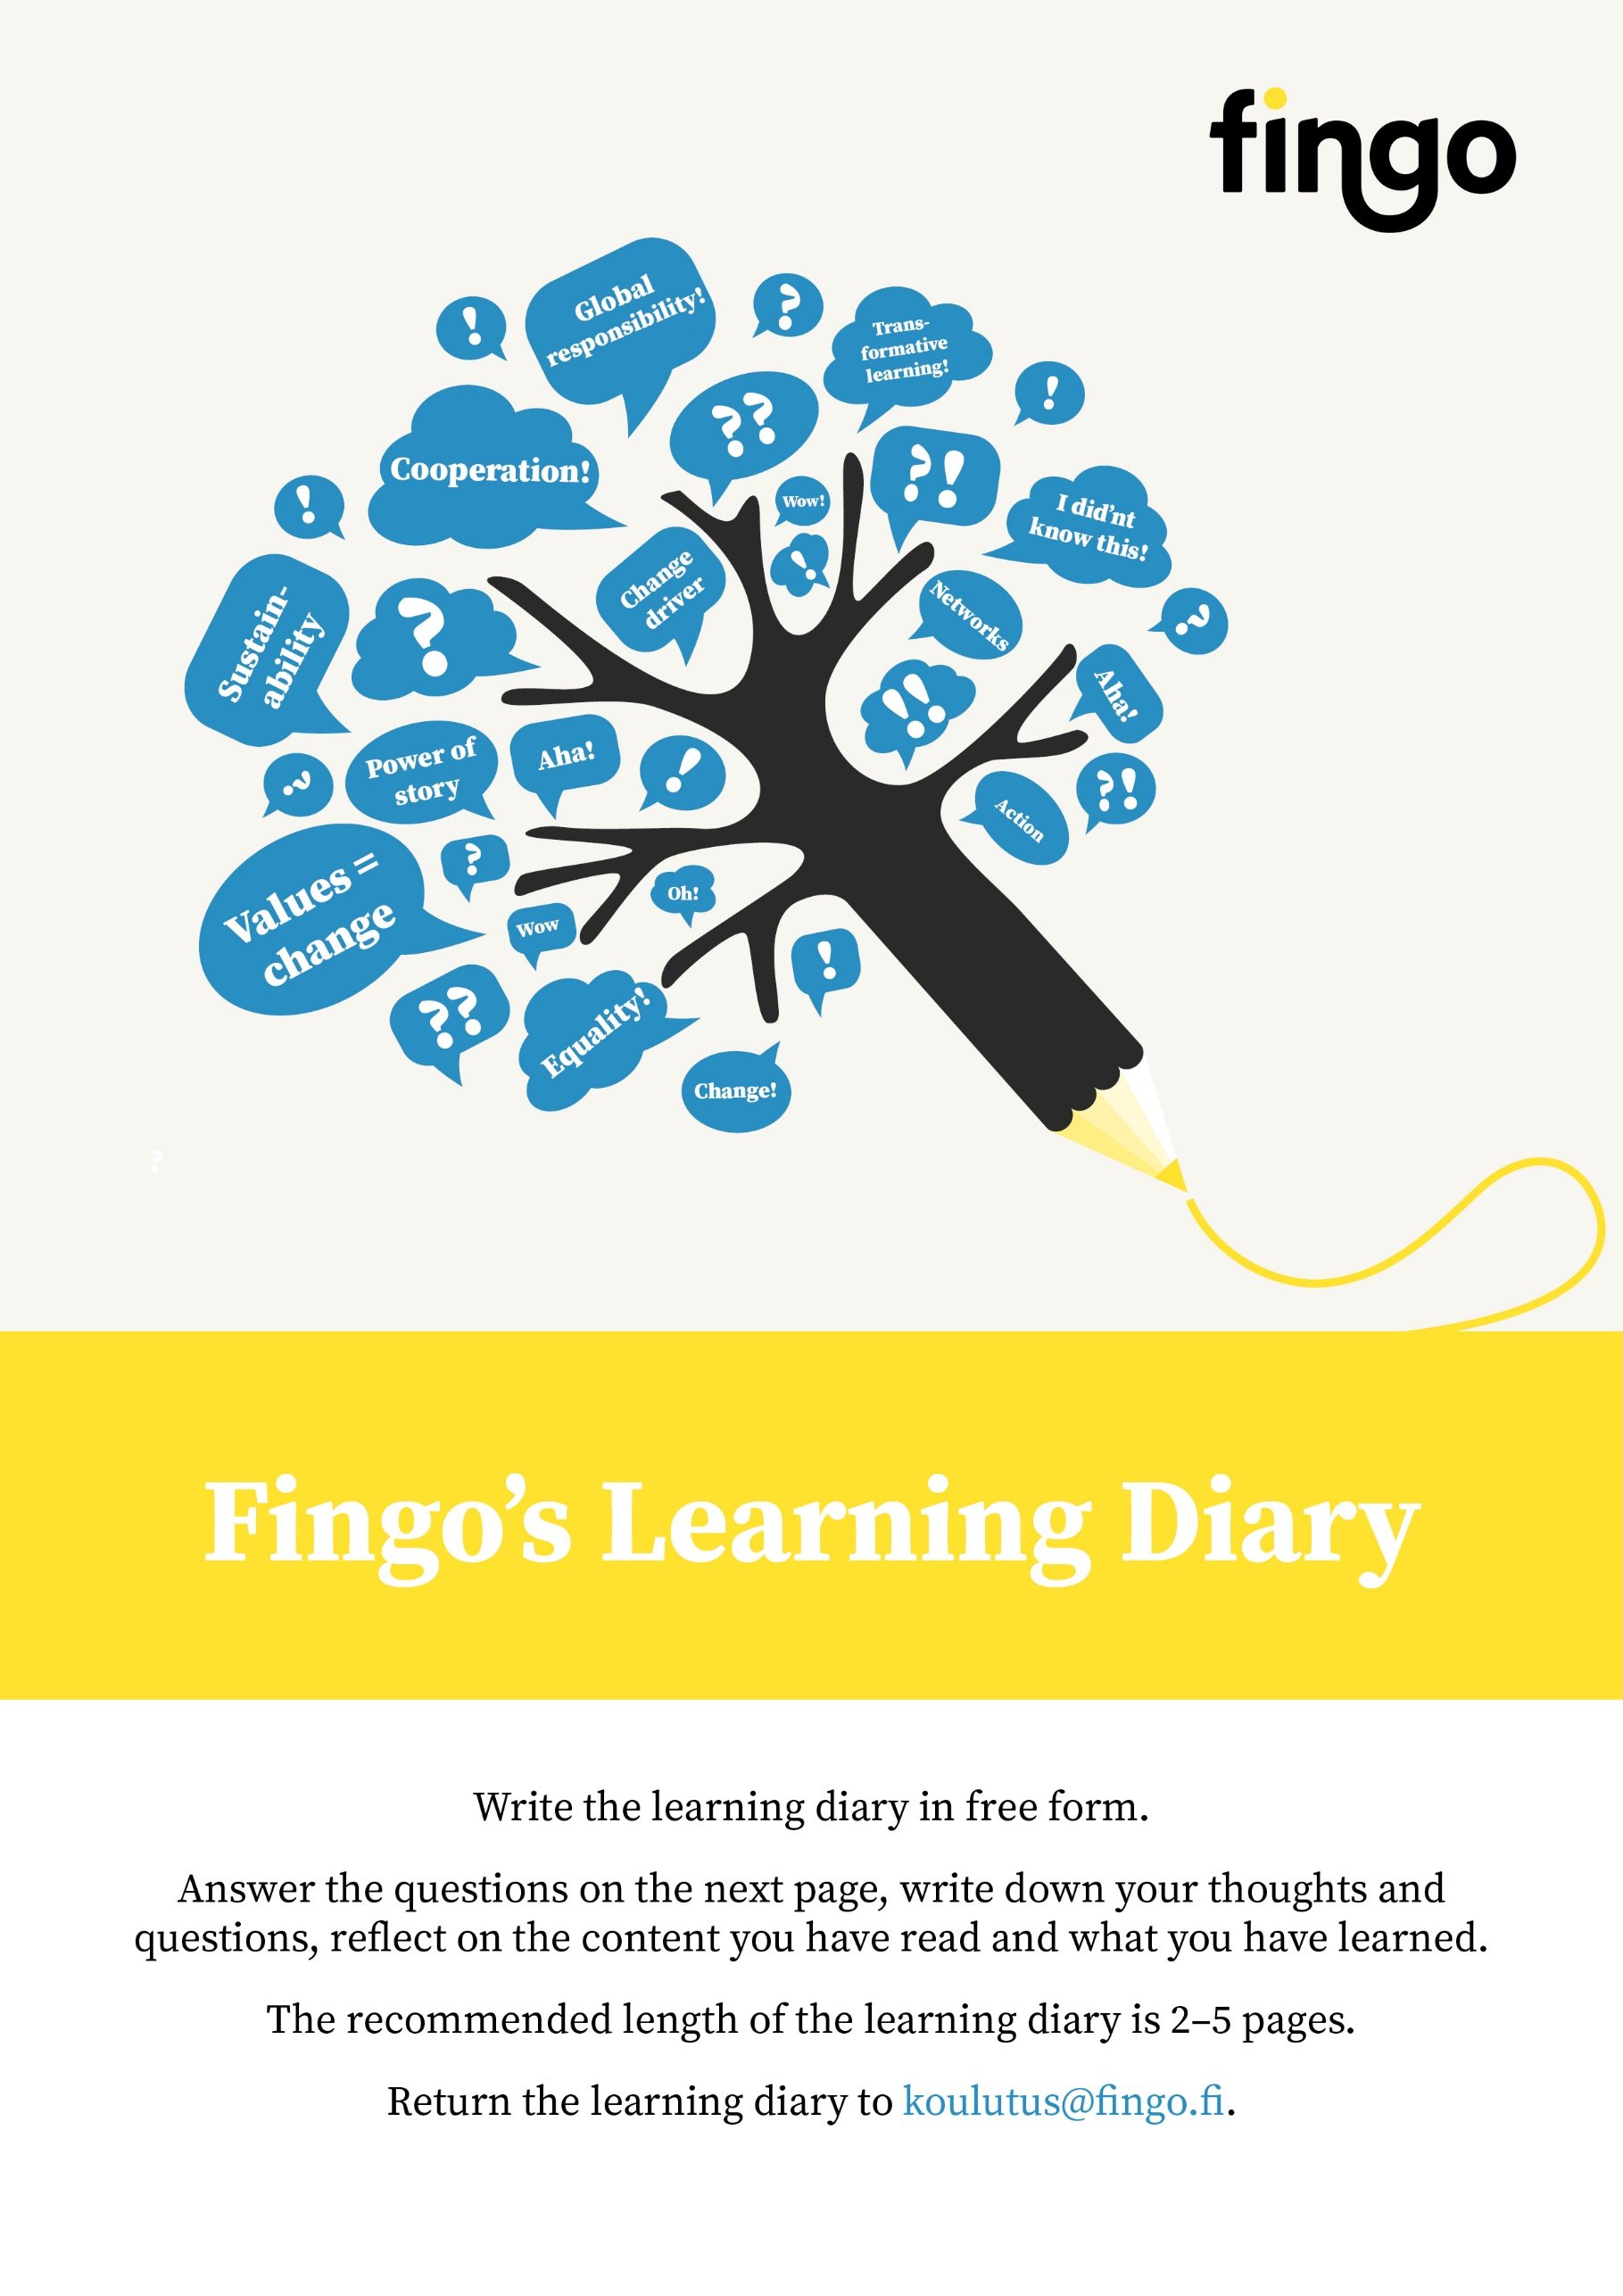 fingo
!
Global
responsibility!
?
Trans-
formative
learning!
!
??
Cooperation!
?!
Wow!
I did'nt
know this!
!
!
Change
driver
Networks
Sustain-
ability
?
?
!!
Aha!
Power of
story
Aha!
!
?
?!
Action
Values =
change
?
Oh!
Wow
!
??
Equality!
Change!
?
Fingo’s Learning Diary
Write the learning diary in free form.
Answer the questions on the next page, write down your thoughts and
questions, reflect on the content you have read and what you have learned.
The recommended length of the learning diary is 2–5 pages.
Return the learning diary to koulutus@fingo.fi.